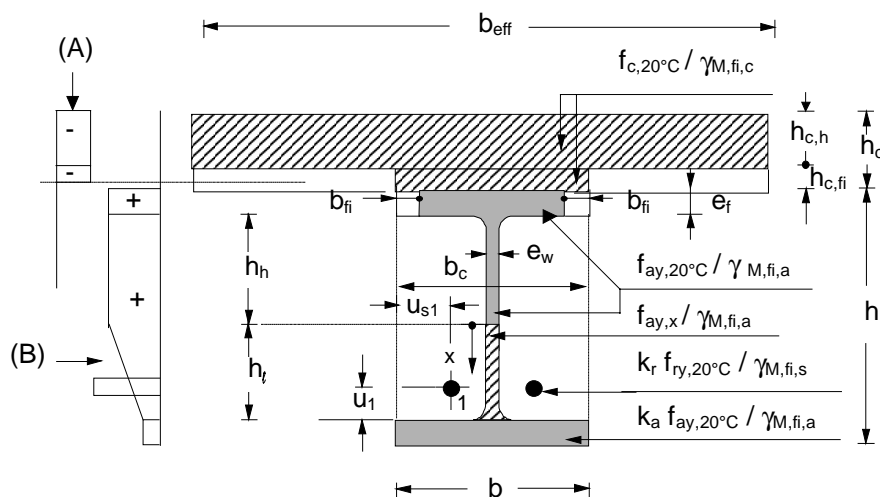 b_eff
(A)
f_c,20°C / γ_M,fi,c
h_c,h
h_c
h_c,fi
-
-
+
b_fi
b_fi
e_f
h_h
e_w
b_c
f_ay,20°C / γ_M,fi,a
h
+
u_s1
f_ay,x / γ_M,fi,a
(B)
x
h_ℓ
k_r f_ry,20°C / γ_M,fi,s
1
u_1
k_a f_ay,20°C / γ_M,fi,a
b